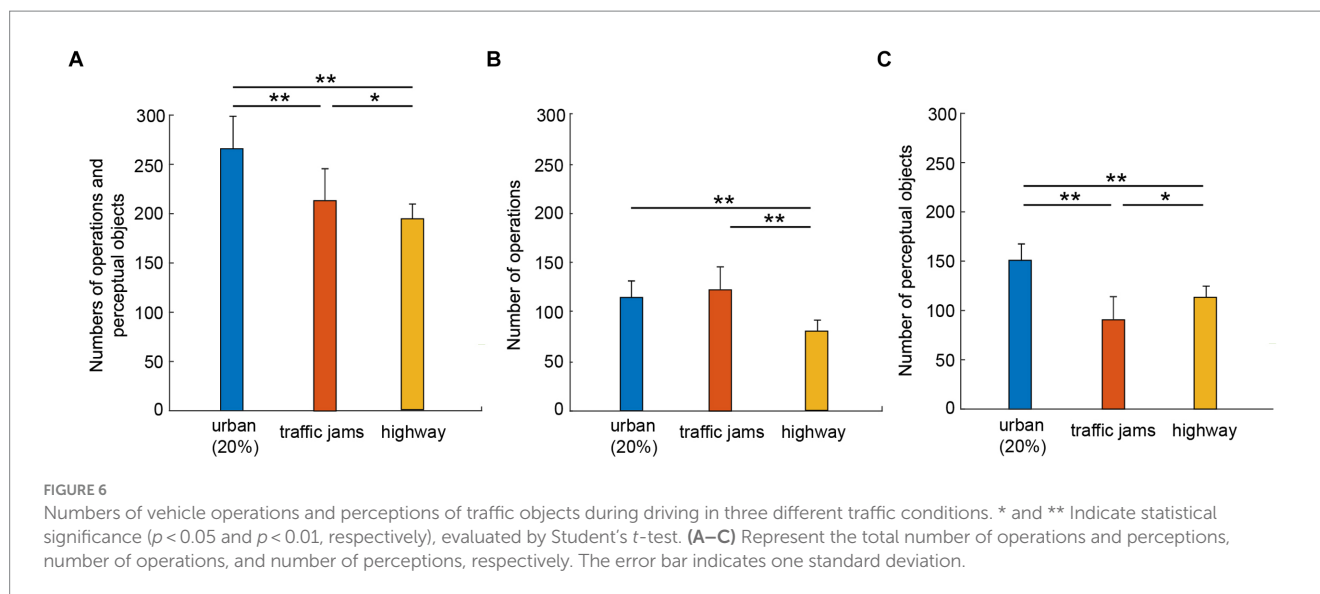 A
**
**
*
300
250
200
150
100
50
0
Numbers of operations and
perceptual objects
urban
(20%)
traffic jams
highway
B
**
**
300
250
200
150
100
50
0
Number of operations
urban
(20%)
traffic jams
highway
C
**
**
*
300
250
200
150
100
50
0
Number of perceptual objects
urban
(20%)
traffic jams
highway
FIGURE 6
Numbers of vehicle operations and perceptions of traffic objects during driving in three different traffic conditions. * and ** Indicate statistical
significance (p < 0.05 and p < 0.01, respectively), evaluated by Student's t-test. (A–C) Represent the total number of operations and perceptions,
number of operations, and number of perceptions, respectively. The error bar indicates one standard deviation.